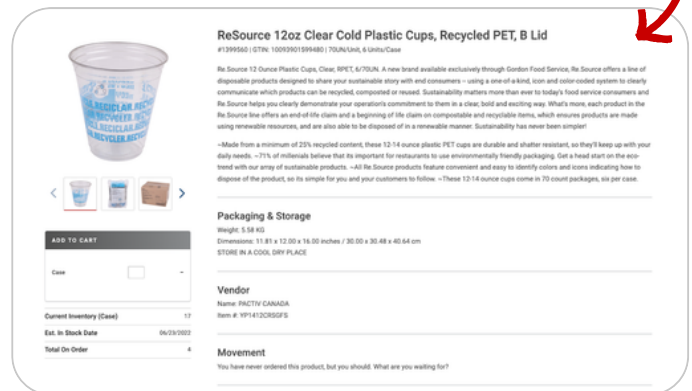 ReSource 12oz Clear Cold Plastic Cups, Recycled PET, B Lid
#1399560 | GTIN: 10093901599480 | 70UN/Unit, 6 Units/Case
Re.Source 12 Ounce Plastic Cups, Clear, RPET, 6/70UN. A new brand available exclusively through Gordon Food Service, Re.Source offers a line of
disposable products designed to share your sustainable story with end consumers – using a one-of-a-kind, icon and color-coded system to clearly
communicate which products can be recycled, composted or reused. Sustainability matters more than ever to today's food service consumers and
Re.Source helps you clearly demonstrate your operation's commitment to them in a clear, bold and exciting way. What's more, each product in the
Re.Source line offers an end-of-life claim and a beginning of life claim on compostable and recyclable items, which ensures products are made
using renewable resources, and are also able to be disposed of in a renewable manner. Sustainability has never been simpler!
~Made from a minimum of 25% recycled content, these 12-14 ounce plastic PET cups are durable and shatter resistant, so they'll keep up with your
daily needs. ~71% of millenials believe that its important for restaurants to use environmentally friendly packaging. Get a head start on the eco-
trend with our array of sustainable products. ~All Re.Source products feature convenient and easy to identify colors and icons indicating how to
dispose of the product, so its simple for you and your customers to follow. ~These 12-14 ounce cups come in 70 count packages, six per case.
ADD TO CART
Case
-
Current Inventory (Case) 17
Est. In Stock Date 06/23/2022
Total On Order 4
Packaging & Storage
Weight: 5.58 KG
Dimensions: 11.81 x 12.00 x 16.00 inches / 30.00 x 30.48 x 40.64 cm
STORE IN A COOL DRY PLACE
Vendor
Name: PACTIV CANADA
Item #: YP1412CRSGFS
Movement
You have never ordered this product, but you should. What are you waiting for?